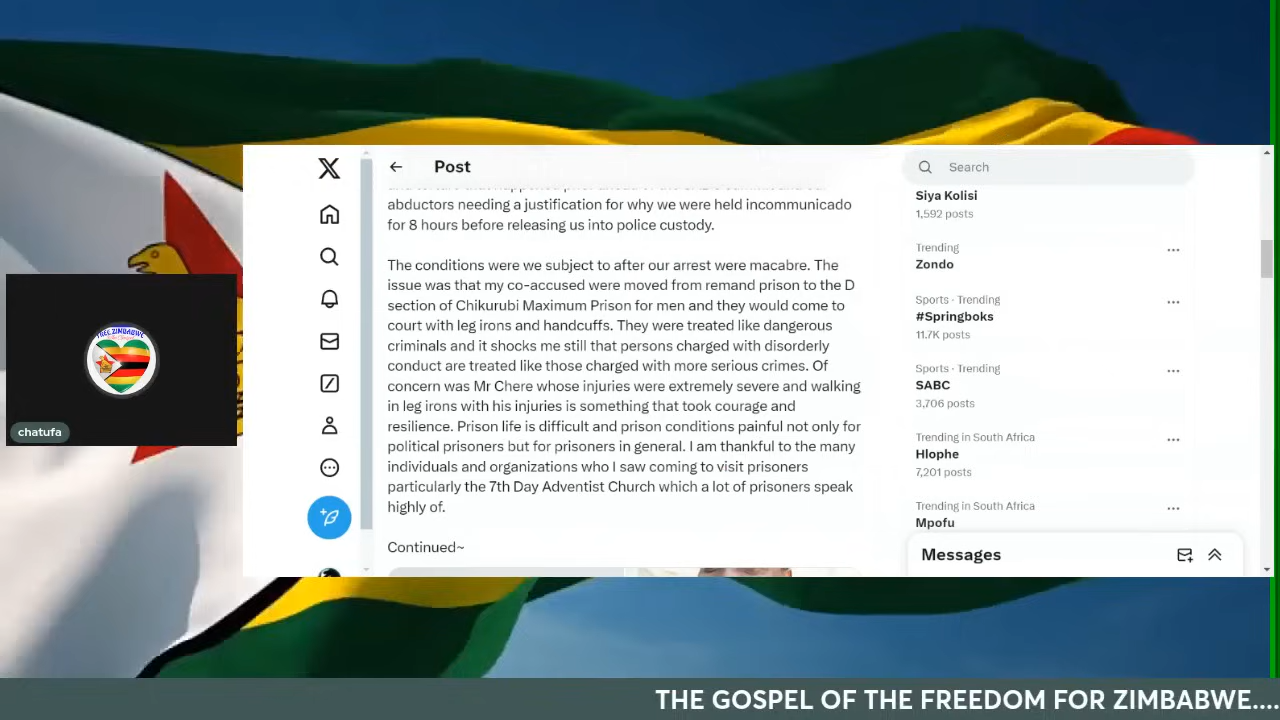 Post
Search
abductors needing a justification for why we were held incommunicado
for 8 hours before releasing us into police custody.
The conditions were we subject to after our arrest were macabre. The
issue was that my co-accused were moved from remand prison to the D
section of Chikurubi Maximum Prison for men and they would come to
court with leg irons and handcuffs. They were treated like dangerous
criminals and it shocks me still that persons charged with disorderly
conduct are treated like those charged with more serious crimes. Of
concern was Mr Chere whose injuries were extremely severe and walking
in leg irons with his injuries is something that took courage and
resilience. Prison life is difficult and prison conditions painful not only for
political prisoners but for prisoners in general. I am thankful to the many
individuals and organizations who I saw coming to visit prisoners
particularly the 7th Day Adventist Church which a lot of prisoners speak
highly of.
Continued~
Siya Kolisi
1,592 posts
Trending
Zondo
Sports · Trending
#Springboks
11.7K posts
Sports · Trending
SABC
3,706 posts
Trending in South Africa
Hlophe
7,201 posts
Trending in South Africa
Mpofu
Messages
FREE ZIMBABWE
chatufa
THE GOSPEL OF THE FREEDOM FOR ZIMBABWE....